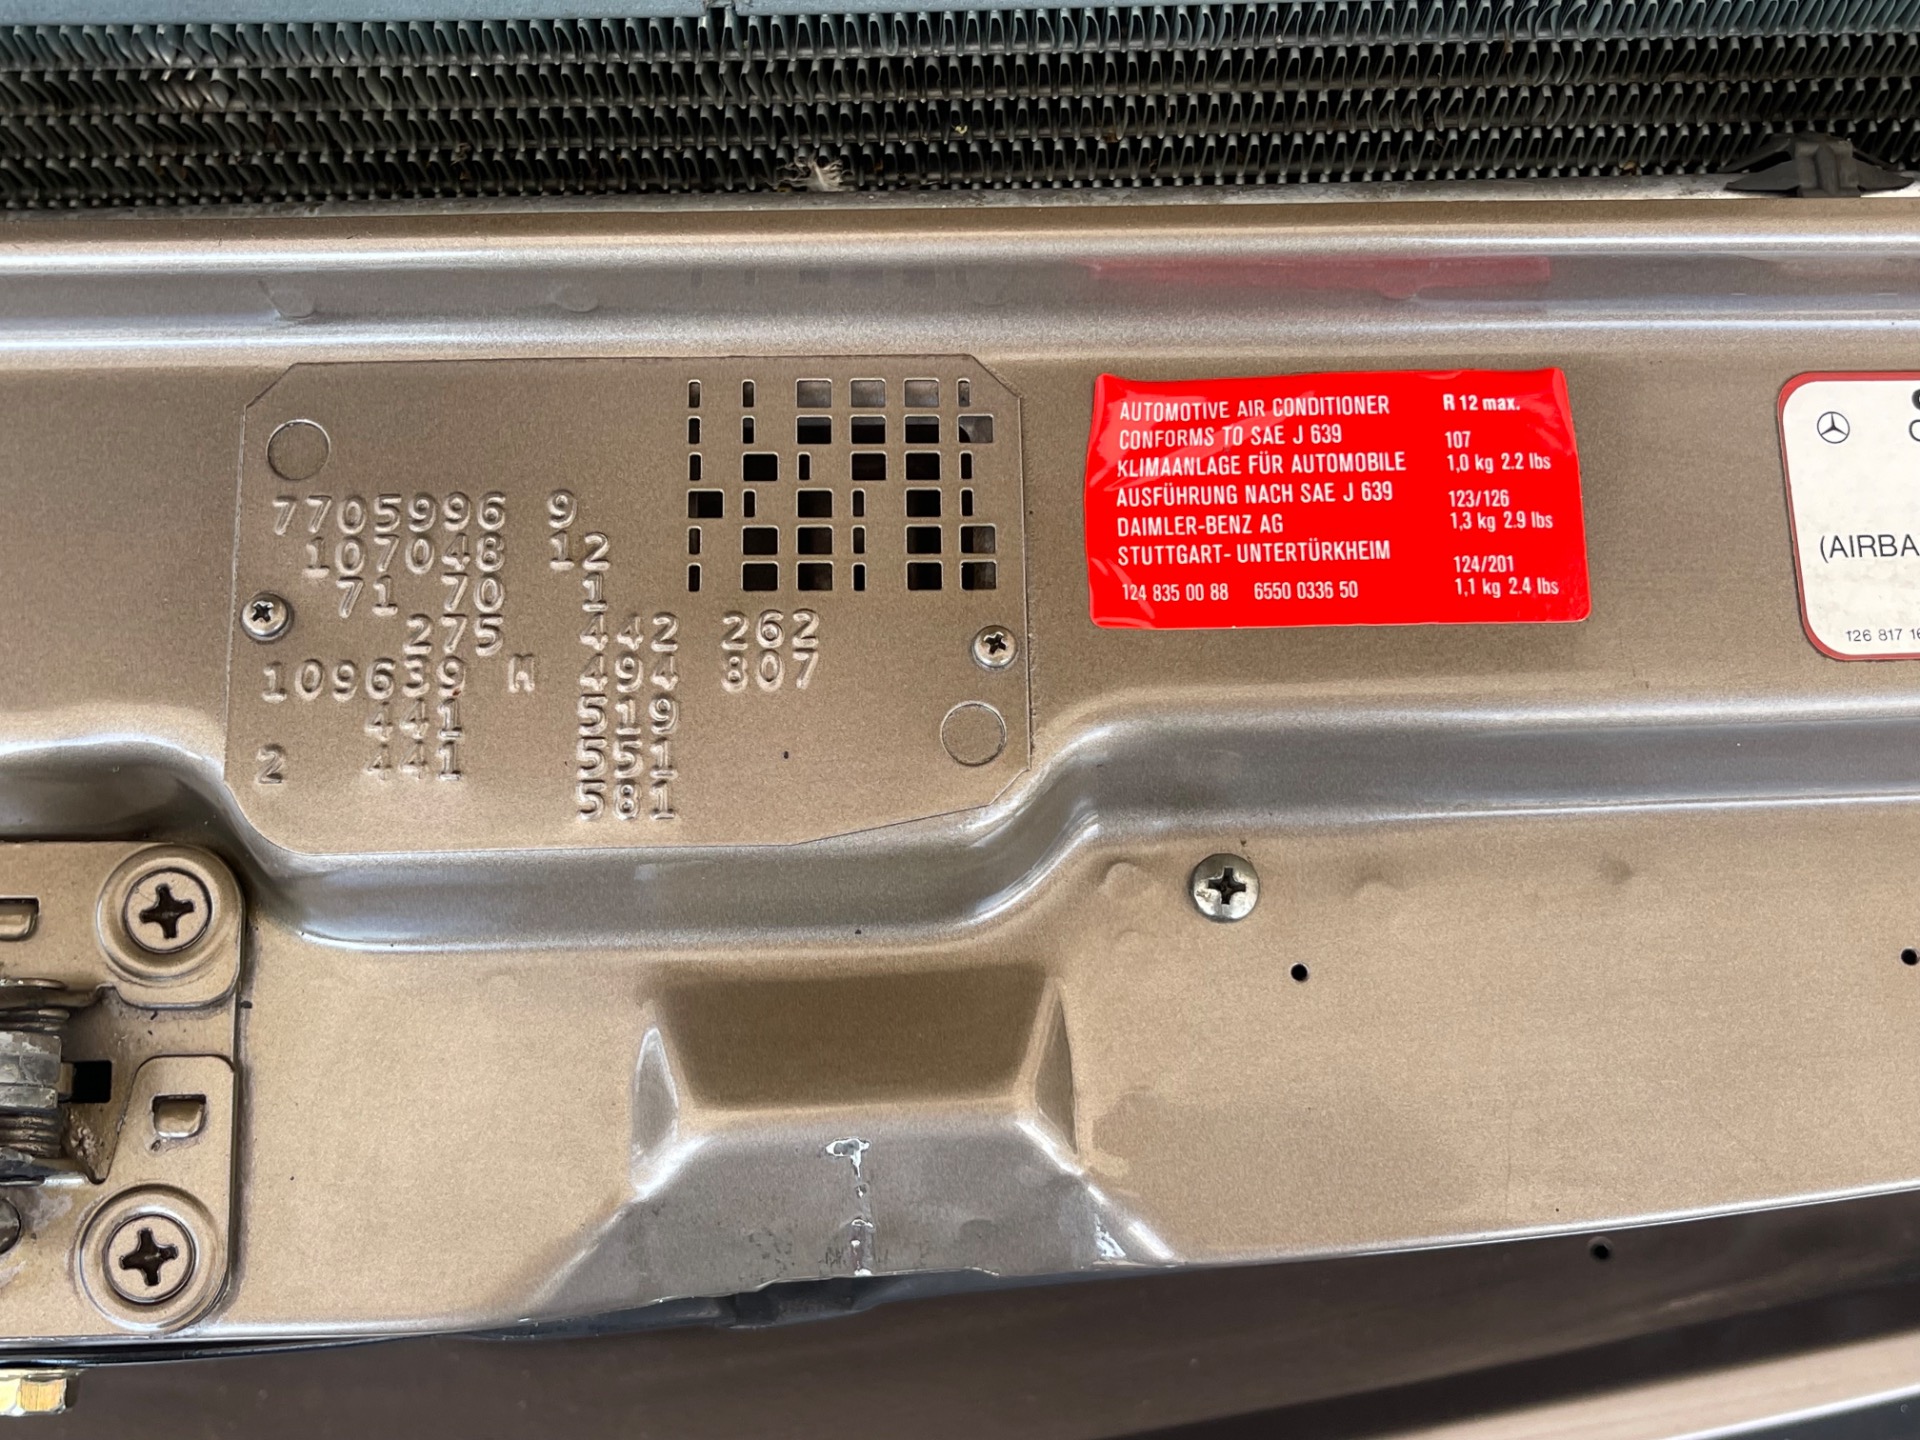 7705996 9
107048 12
71 70 1
275 442 262
109639 M 494 807
441 519
2 441 551
581
AUTOMOTIVE AIR CONDITIONER R 12 max.
CONFORMS TO SAE J 639 107
KLIMAANLAGE FÜR AUTOMOBILE 1,0 kg 2.2 lbs
AUSFÜHRUNG NACH SAE J 639 123/126
DAIMLER-BENZ AG 1,3 kg 2.9 lbs
STUTTGART- UNTERTÜRKHEIM 124/201
124 835 00 88 6550 0336 50 1,1 kg 2.4 lbs
(AIRBA
126 817 16